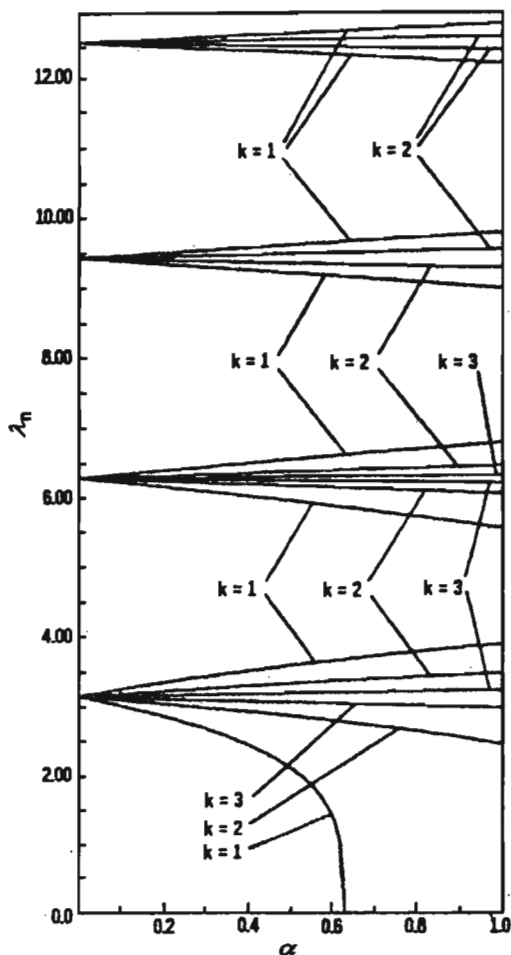 12.00
k = 1
k = 2
10.00
8.00
k = 1
k = 2
k = 3
λn
6.00
k = 1
k = 2
k = 3
4.00
2.00
k = 3
k = 2
k = 1
0.0
0.2
0.4
0.6
0.8
1.0
α